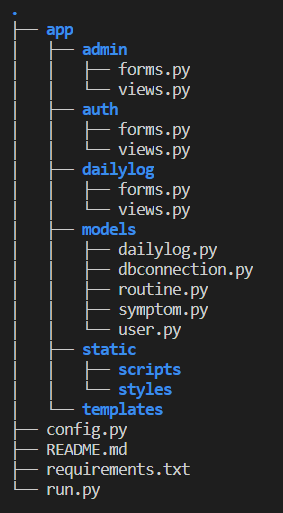 .
├── app
│   ├── admin
│   │   ├── forms.py
│   │   └── views.py
│   ├── auth
│   │   ├── forms.py
│   │   └── views.py
│   ├── dailylog
│   │   ├── forms.py
│   │   └── views.py
│   ├── models
│   │   ├── dailylog.py
│   │   ├── dbconnection.py
│   │   ├── routine.py
│   │   ├── symptom.py
│   │   └── user.py
│   ├── static
│   │   ├── scripts
│   │   └── styles
│   └── templates
├── config.py
├── README.md
├── requirements.txt
└── run.py